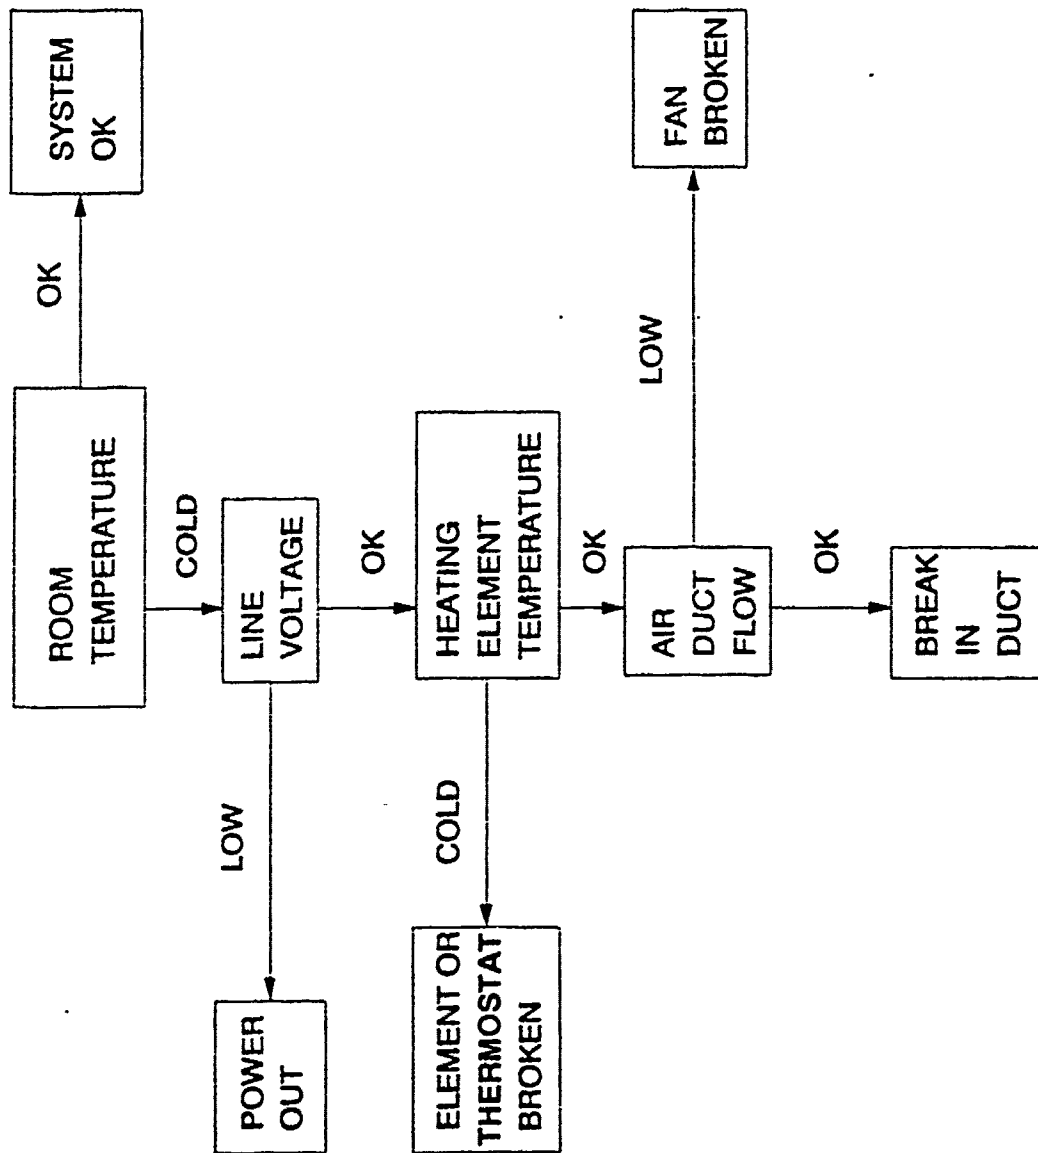 ROOM
TEMPERATURE
OK
SYSTEM
OK
COLD
LINE
VOLTAGE
LOW
POWER
OUT
OK
HEATING
ELEMENT
TEMPERATURE
COLD
ELEMENT OR
THERMOSTAT
BROKEN
OK
AIR
DUCT
FLOW
LOW
FAN
BROKEN
OK
BREAK
IN
DUCT